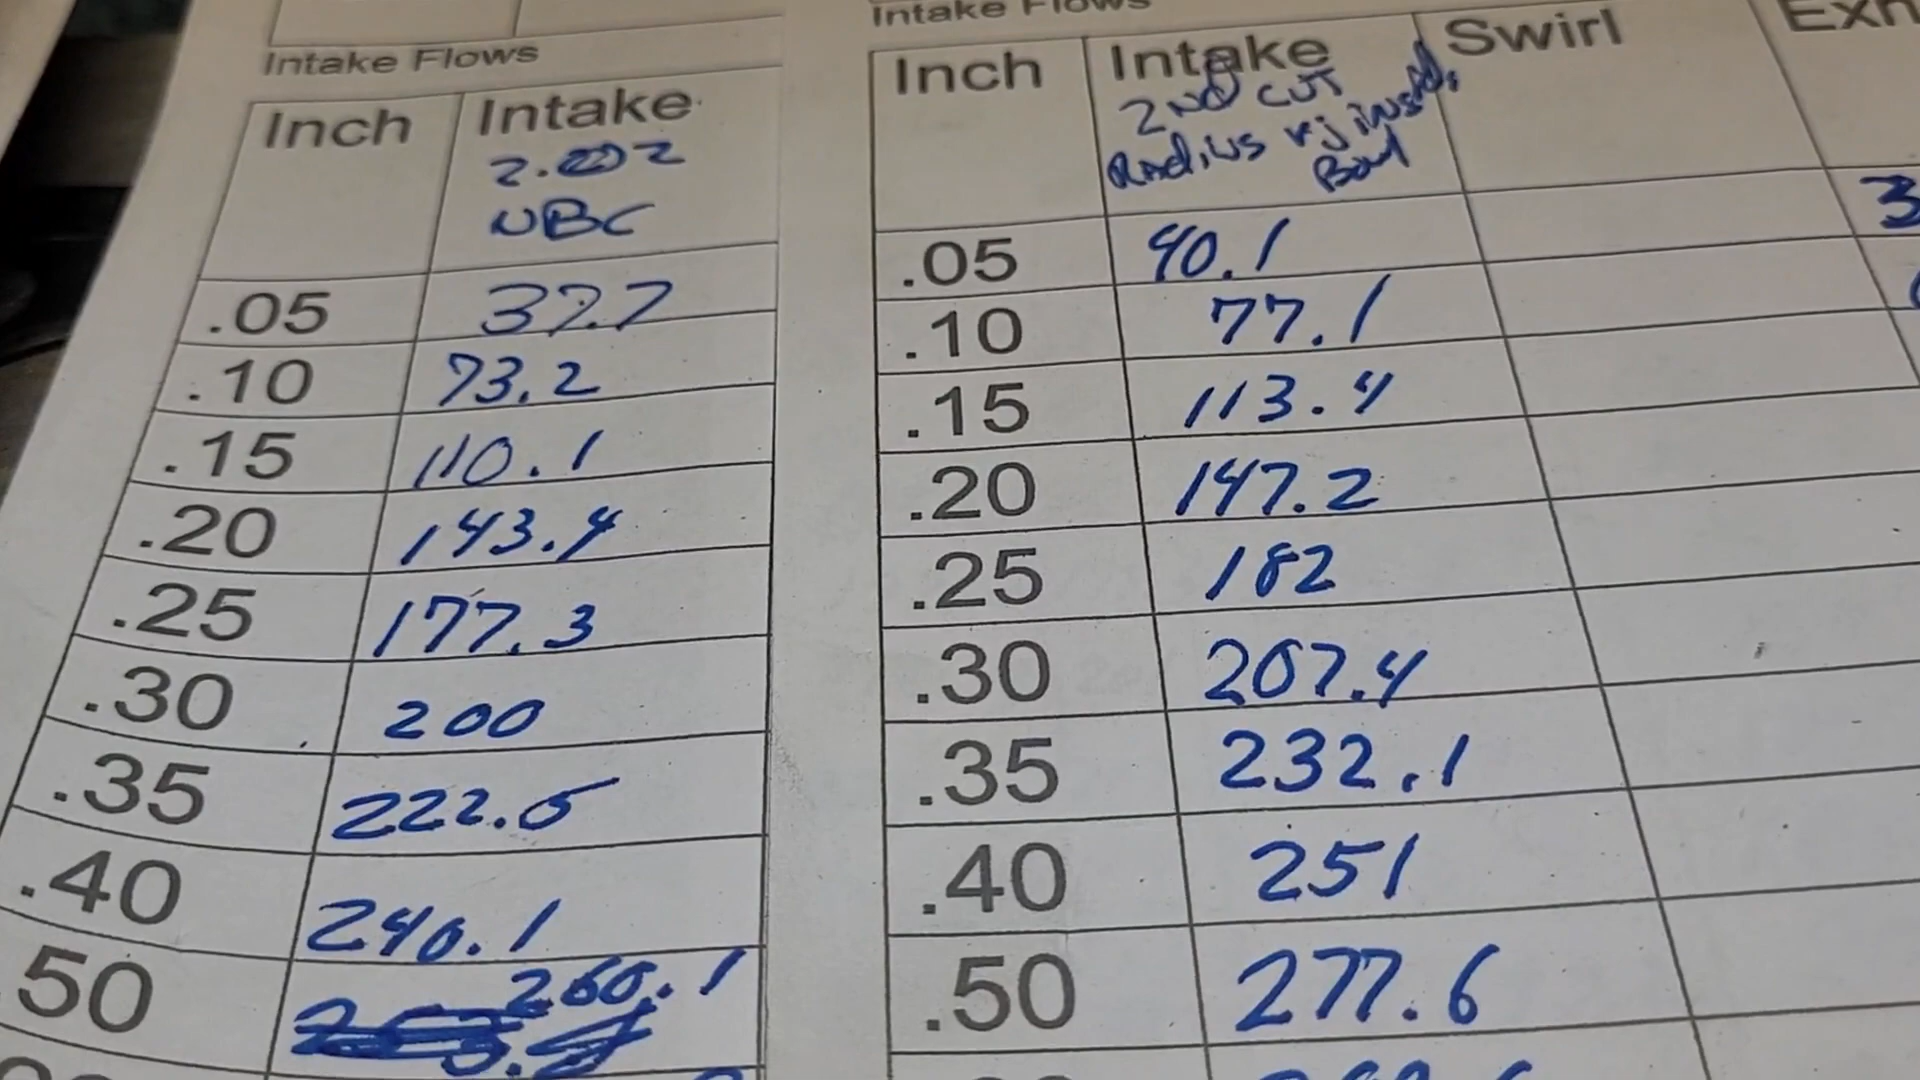 Intake Flows
Inch Intake
2.02
NBC
.05 37.7
.10 73.2
.15 110.1
.20 143.4
.25 177.3
.30 200
.35 222.5
.40 240.1
.50 260.1
Intake Flows
Inch Intake Swirl
2ND CUT
Radius
Bowl
.05 40.1
.10 77.1
.15 113.4
.20 147.2
.25 182
.30 207.4
.35 232.1
.40 251
.50 277.6